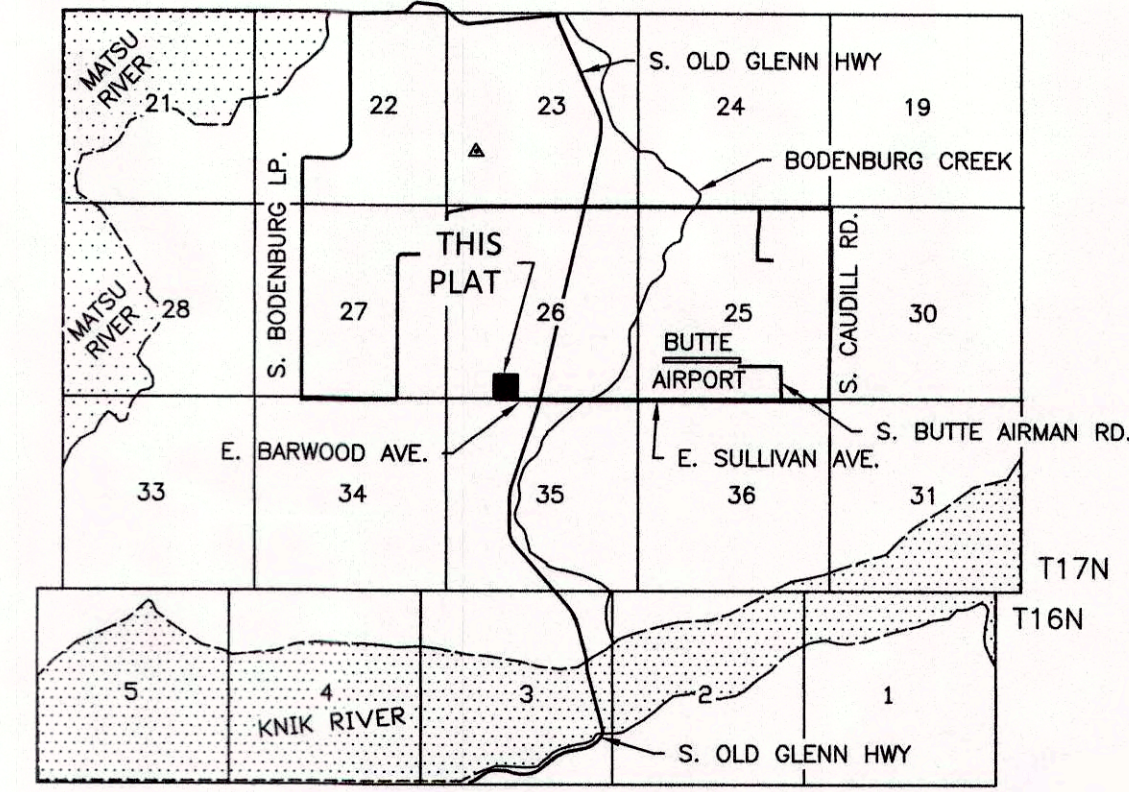 MATSU
RIVER
21
22
23
24
19
S. OLD GLENN HWY
BODENBURG CREEK
S. BODENBURG LP.
THIS
PLAT
S. CAUDILL RD.
MATSU
RIVER
28
27
26
25
30
BUTTE
AIRPORT
E. BARWOOD AVE.
E. SULLIVAN AVE.
S. BUTTE AIRMAN RD.
33
34
35
36
31
T17N
T16N
5
4
3
2
1
KNIK RIVER
S. OLD GLENN HWY